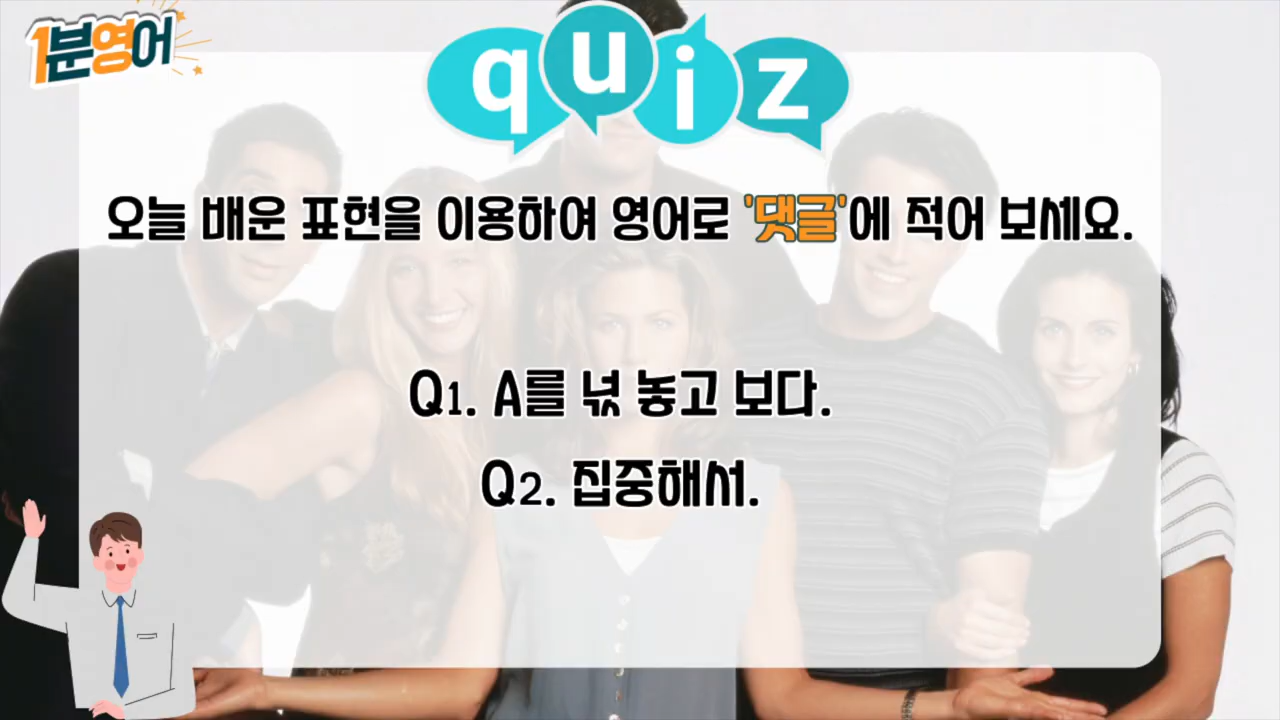 1분영어
quiz
오늘 배운 표현을 이용하여 영어로 '댓글'에 적어 보세요.
Q1. A를 넋 놓고 보다.
Q2. 집중해서.